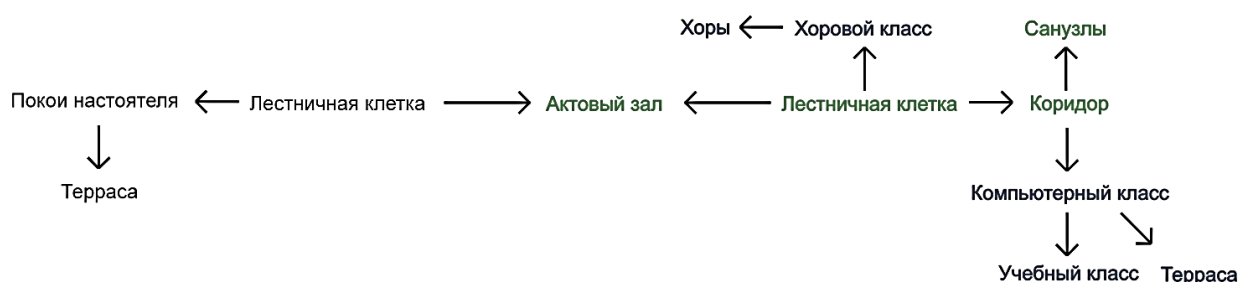 Хоры
Хоровой класс
Санузлы
Покои настоятеля
Лестничная клетка
Актовый зал
Лестничная клетка
Коридор
Терраса
Компьютерный класс
Учебный класс
Терраса